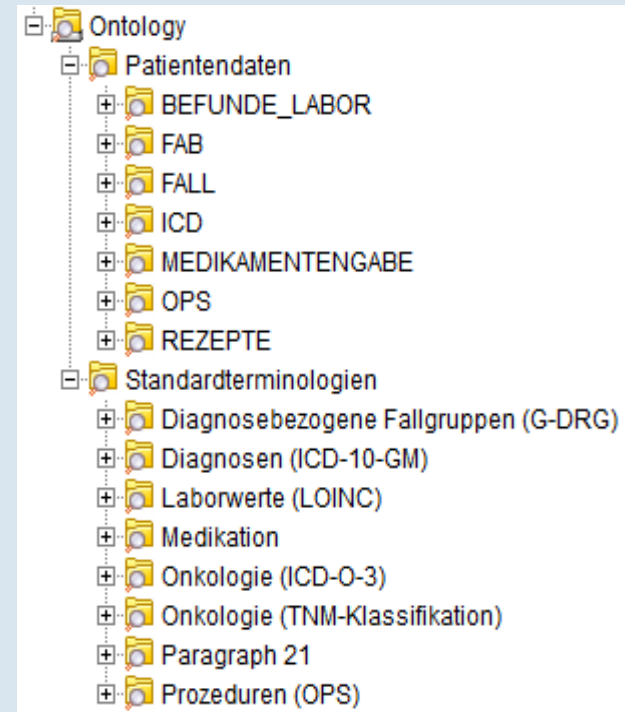 Ontology
Patientendaten
BEFUNDE_LABOR
FAB
FALL
ICD
MEDIKAMENTENGABE
OPS
REZEPTE
Standardterminologien
Diagnosebezogene Fallgruppen (G-DRG)
Diagnosen (ICD-10-GM)
Laborwerte (LOINC)
Medikation
Onkologie (ICD-O-3)
Onkologie (TNM-Klassifikation)
Paragraph 21
Prozeduren (OPS)